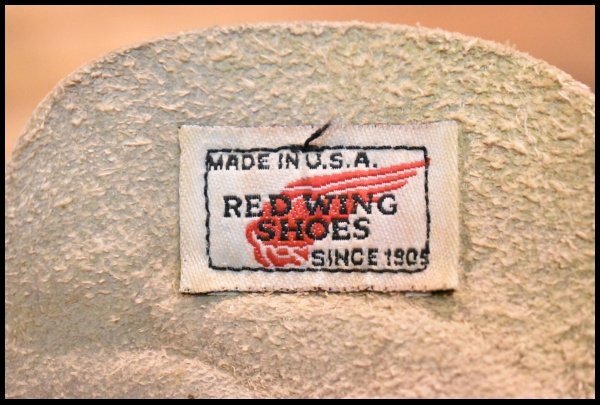 MADE IN U.S.A.
RED WING
SHOES
SINCE 1905